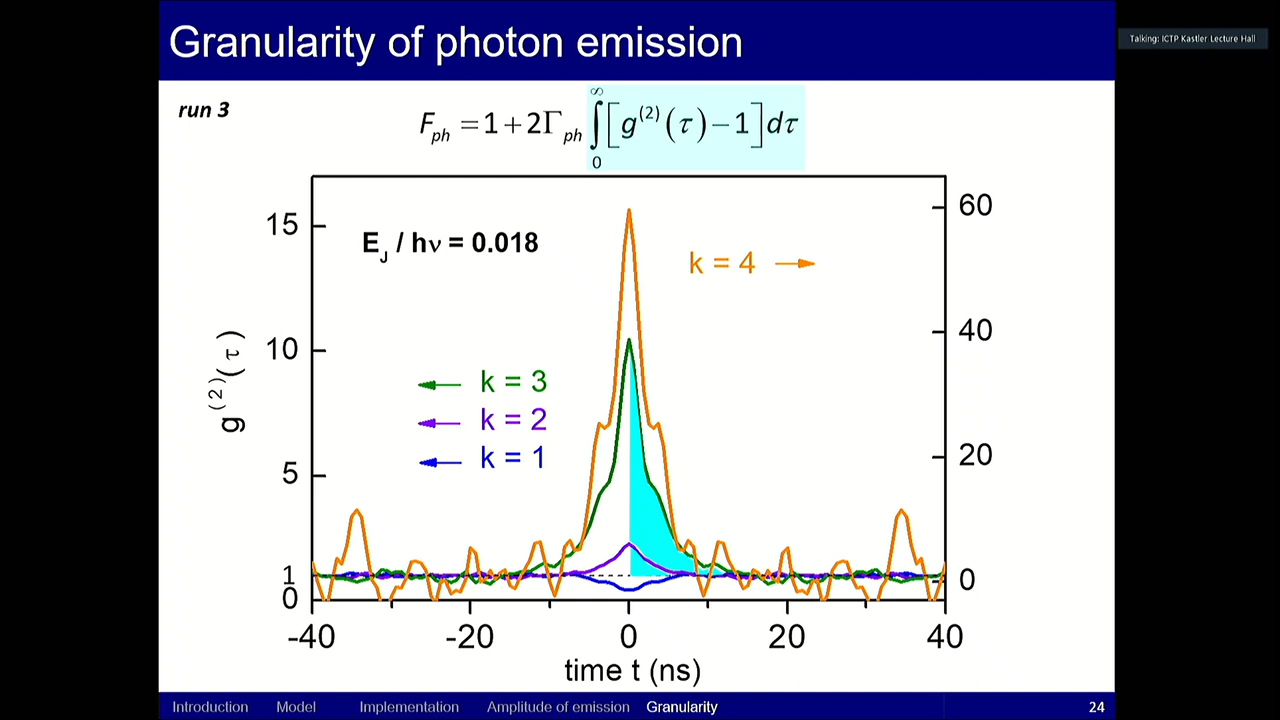 Granularity of photon emission
Talking: ICTP Kastler Lecture Hall
run 3
F_ph = 1 + 2Γ_ph ∫_0^∞ [g^(2)(τ) − 1] dτ
E_J / hν = 0.018
k = 4
k = 3
k = 2
k = 1
g^(2)(τ)
15
10
5
1
0
60
40
20
0
-40 -20 0 20 40
time t (ns)
Introduction Model Implementation Amplitude of emission Granularity 24